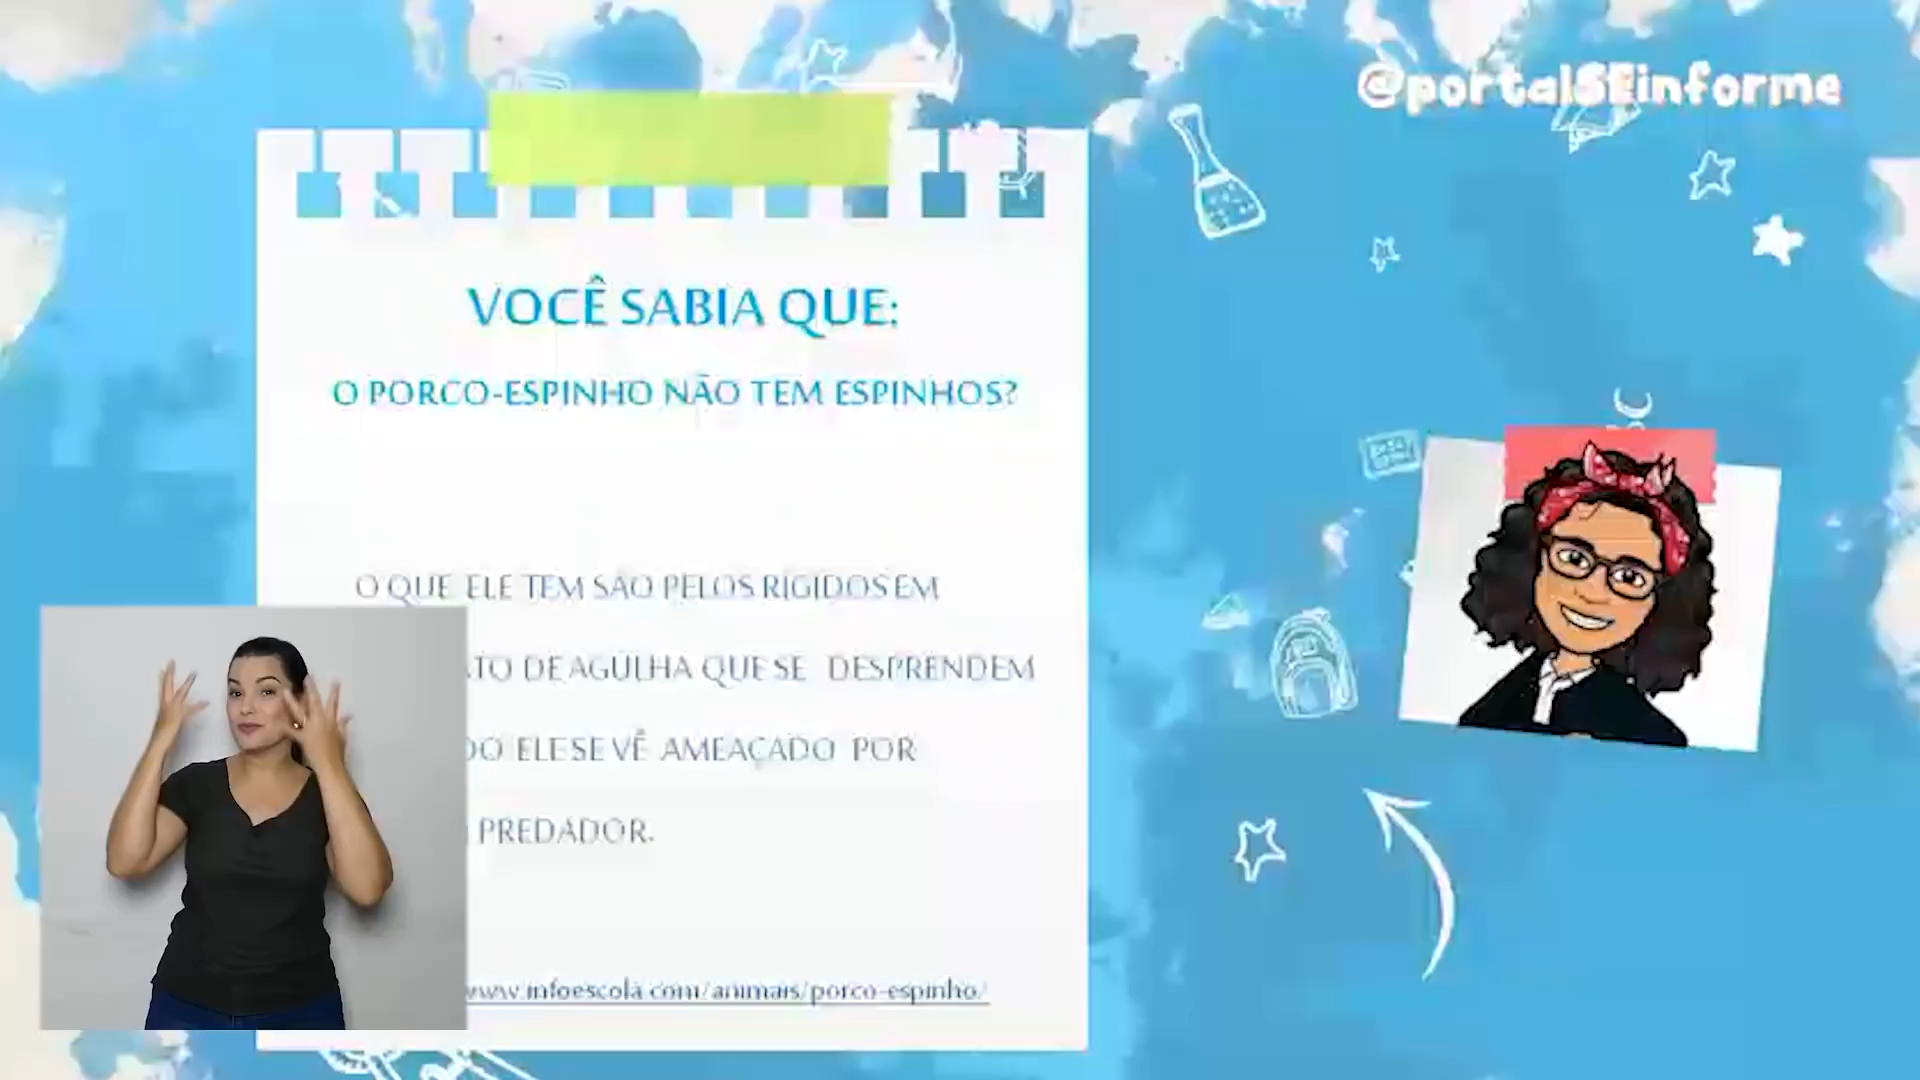 @portalSEinforme
VOCÊ SABIA QUE:
O PORCO-ESPINHO NÃO TEM ESPINHOS?
O QUE ELE TEM SÃO PELOS RÍGIDOS EM
DE AGULHA QUE SE DESPRENDEM
ELE SE VÊ AMEAÇADO POR
PREDADOR.
www.infoescola.com/animais/porco-espinho/